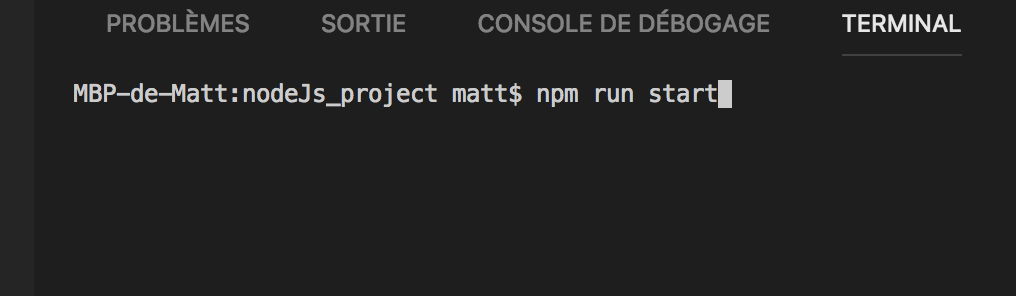 PROBLÈMES SORTIE CONSOLE DE DÉBOGAGE TERMINAL
MBP-de-Matt:nodeJs_project matt$ npm run start